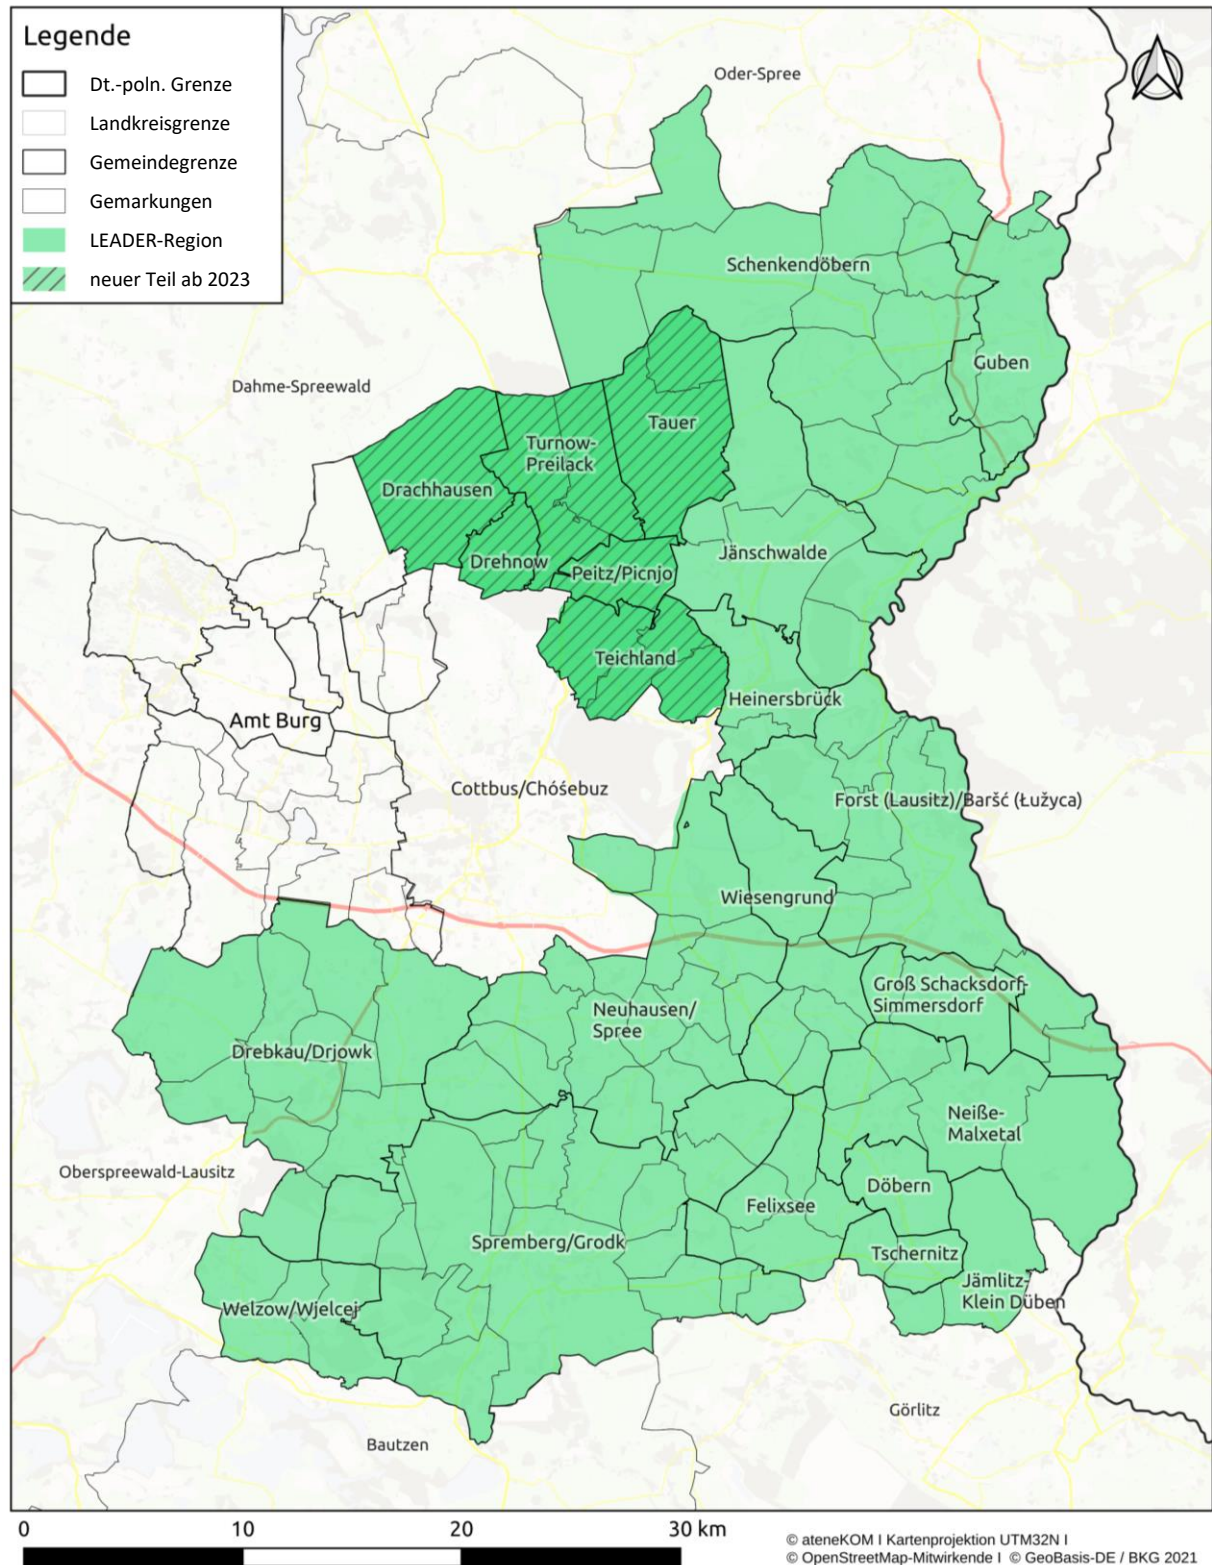 Legende
Dt.-poln. Grenze
Landkreisgrenze
Gemeindegrenze
Gemarkungen
LEADER-Region
neuer Teil ab 2023
N
Oder-Spree
Schenkendöbern
Guben
Dahme-Spreewald
Tauer
Turnow-
Preilack
Drachhausen
Drehnow
Peitz/Picnjo
Jänschwalde
Teichland
Heinersbrück
Amt Burg
Cottbus/Chóśebuz
Forst (Lausitz)/Baršć (Łužyca)
Wiesengrund
Groß Schacksdorf-
Simmersdorf
Neuhausen/
Spree
Drebkau/Drjowk
Neiße-
Malxetal
Oberspreewald-Lausitz
Döbern
Felixsee
Spremberg/Grodk
Tschernitz
Jämlitz-
Klein Düben
Welzow/Wjelcej
Görlitz
Bautzen
0 10 20 30 km
© ateneKOM I Kartenprojektion UTM32N I
© OpenStreetMap-Mitwirkende I © GeoBasis-DE / BKG 2021